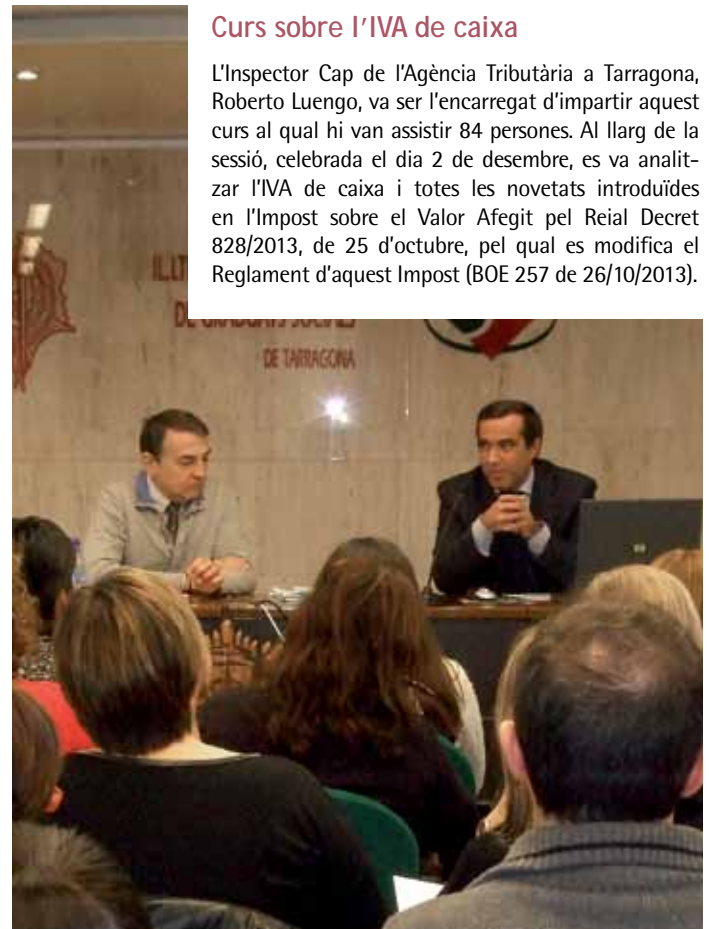 Curs sobre l'IVA de caixa
L'Inspector Cap de l'Agència Tributària a Tarragona,
Roberto Luengo, va ser l'encarregat d'impartir aquest
curs al qual hi van assistir 84 persones. Al llarg de la
sessió, celebrada el dia 2 de desembre, es va analit-
zar l'IVA de caixa i totes les novetats introduïdes
en l'Impost sobre el Valor Afegit pel Reial Decret
828/2013, de 25 d'octubre, pel qual es modifica el
Reglament d'aquest Impost (BOE 257 de 26/10/2013).
DE GRADUATS SOCIALS
DE TARRAGONA
hp